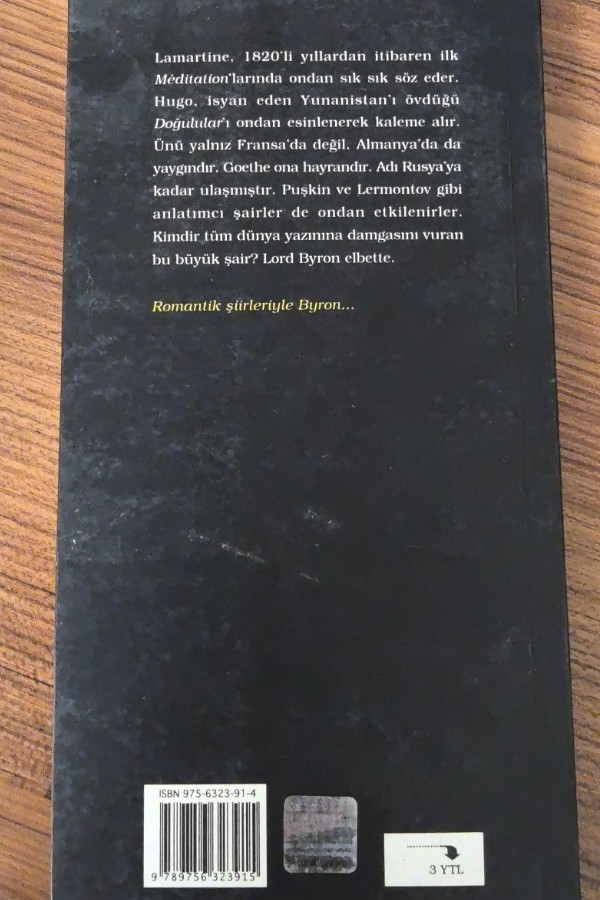 Lamartine, 1820'li yıllardan itibaren ilk
Mèditation'larında ondan sık sık söz eder.
Hugo, isyan eden Yunanistan'ı övdüğü
Doğulular'ı ondan esinlenerek kaleme alır.
Ünü yalnız Fransa'da değil, Almanya'da da
yaygındır. Goethe ona hayrandır. Adı Rusya'ya
kadar ulaşmıştır. Puşkin ve Lermontov gibi
anlatımcı şairler de ondan etkilenirler.
Kimdir tüm dünya yazınına damgasını vuran
bu büyük şair? Lord Byron elbette.
Romantik şiirleriyle Byron...
ISBN 975-6323-91-4
9 789756 323915
3 YTL